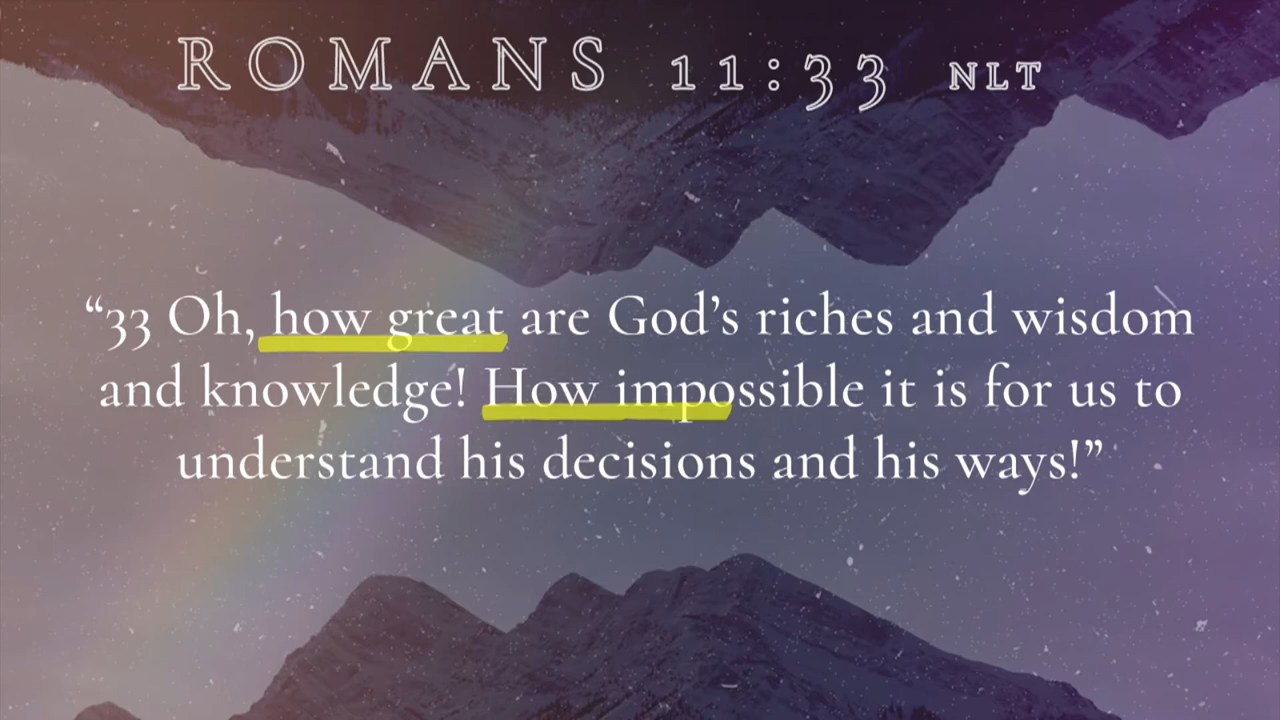 ROMANS 11:33 NLT
“33 Oh, how great are God’s riches and wisdom
and knowledge! How impossible it is for us to
understand his decisions and his ways!”